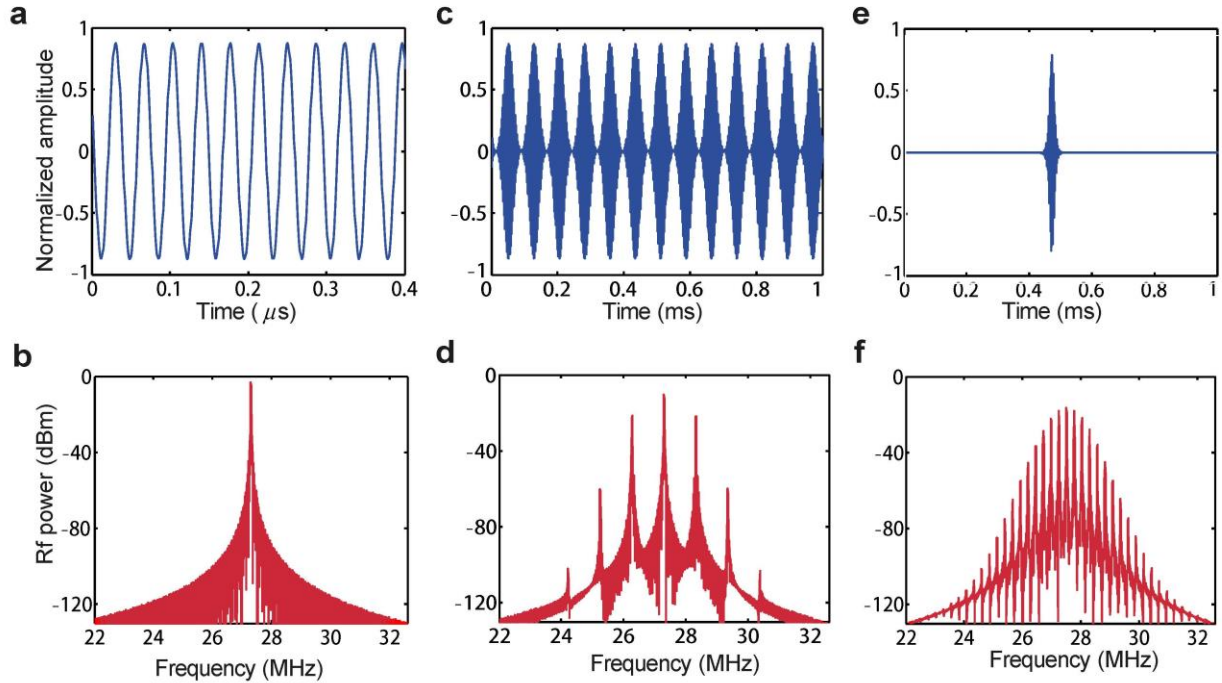 a
c
e
Normalized amplitude
1
0.5
0
-0.5
-1
0 0.1 0.2 0.3 0.4
Time ( μs)
1
0.5
0
-0.5
-1
0 0.2 0.4 0.6 0.8 1
Time (ms)
1
0.5
0
-0.5
-1
0 0.2 0.4 0.6 0.8 1
Time (ms)
b
d
f
Rf power (dBm)
0
-40
-80
-120
22 24 26 28 30 32
Frequency (MHz)
0
-40
-80
-120
22 24 26 28 30 32
Frequency (MHz)
0
-40
-80
-120
22 24 26 28 30 32
Frequency (MHz)